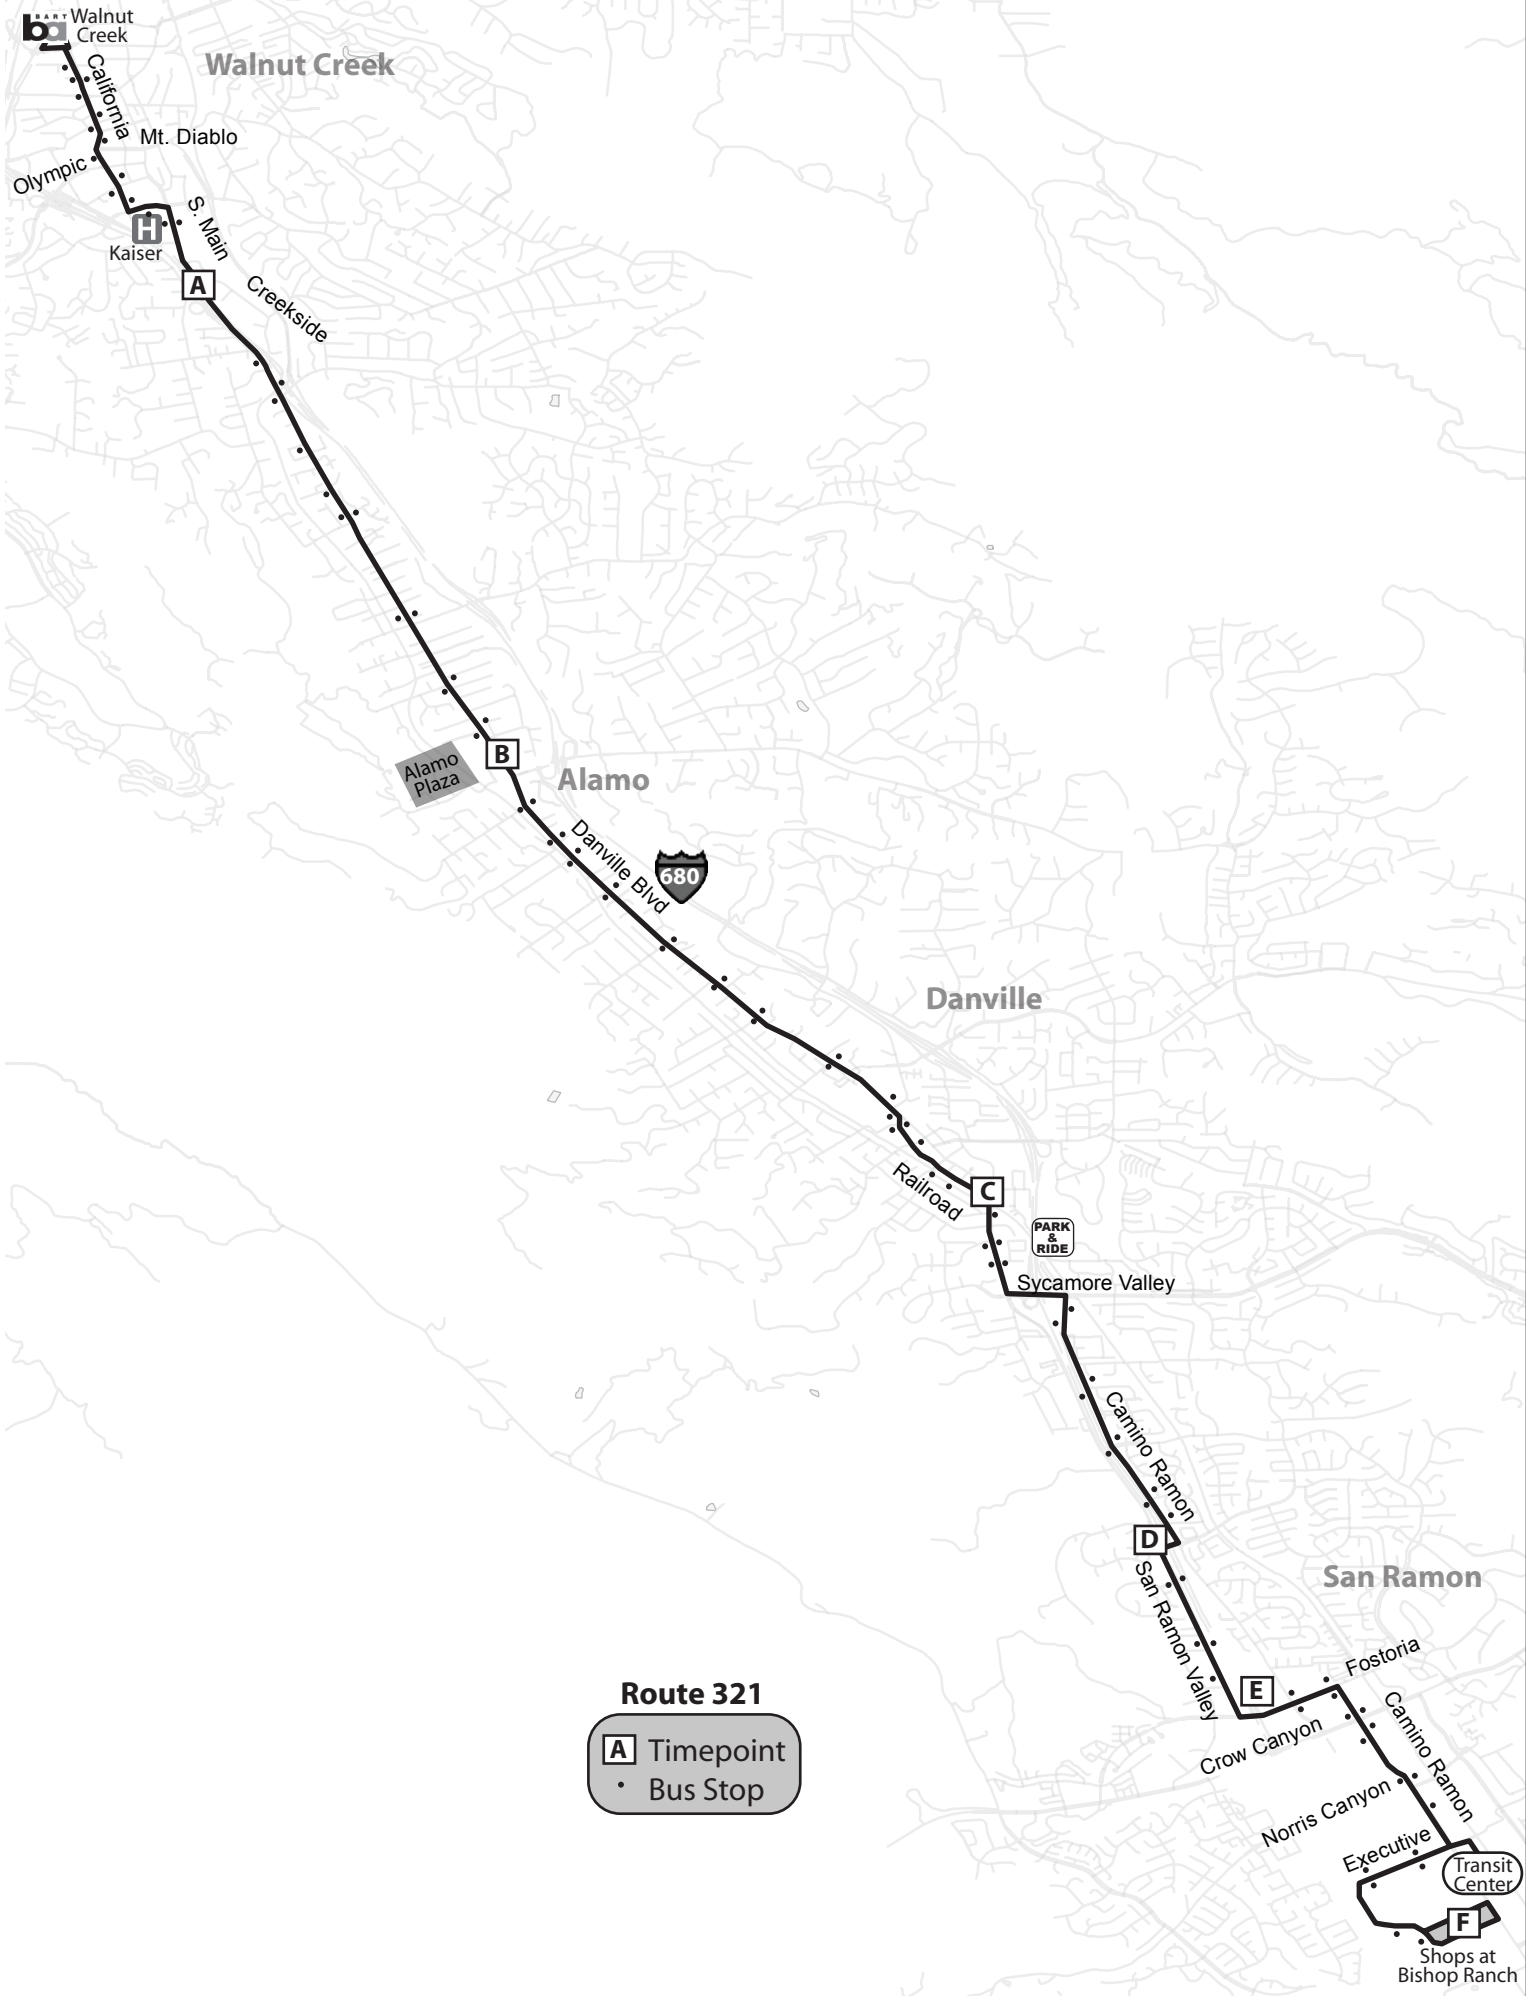 BART
ba
Walnut
Creek
Walnut Creek
California
Mt. Diablo
Olympic
S. Main
H
Kaiser
A
Creekside
B
Alamo
Plaza
Alamo
Danville Blvd
680
Danville
Railroad
C
PARK
&
RIDE
Sycamore Valley
Camino Ramon
D
San Ramon
San Ramon Valley
Fostoria
E
Route 321
A Timepoint
Bus Stop
Crow Canyon
Camino Ramon
Norris Canyon
Executive
Transit
Center
F
Shops at
Bishop Ranch